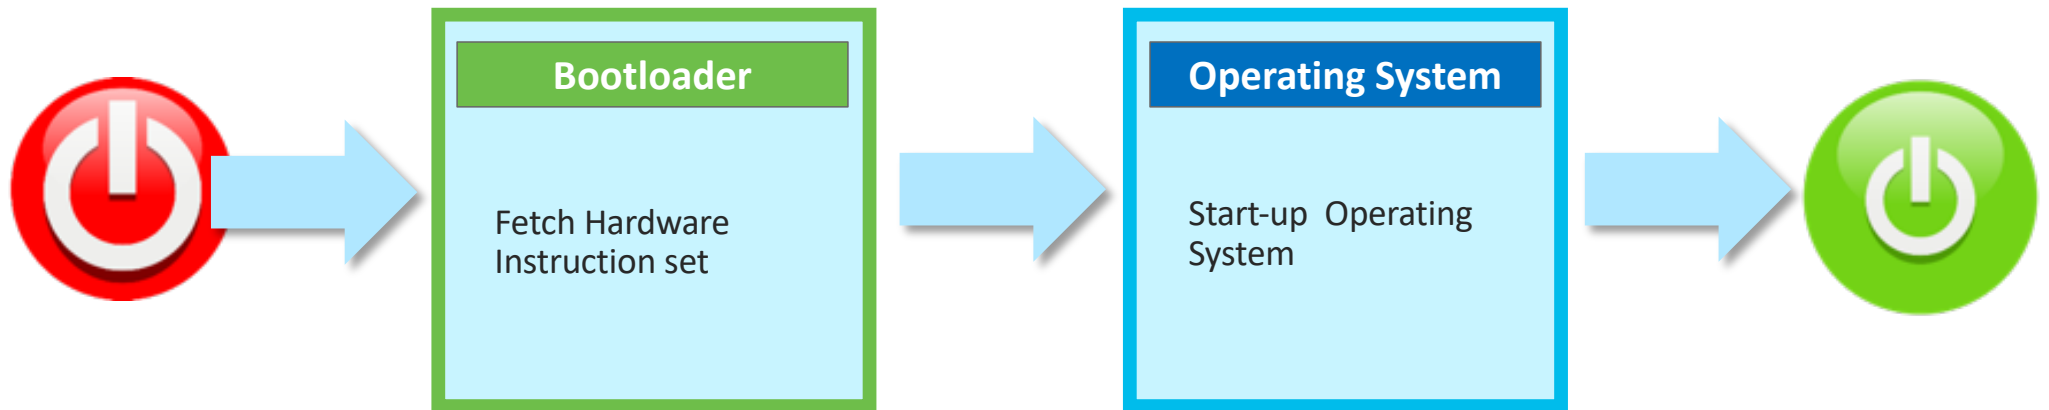 Bootloader
Fetch Hardware
Instruction set
Operating System
Start-up  Operating
System